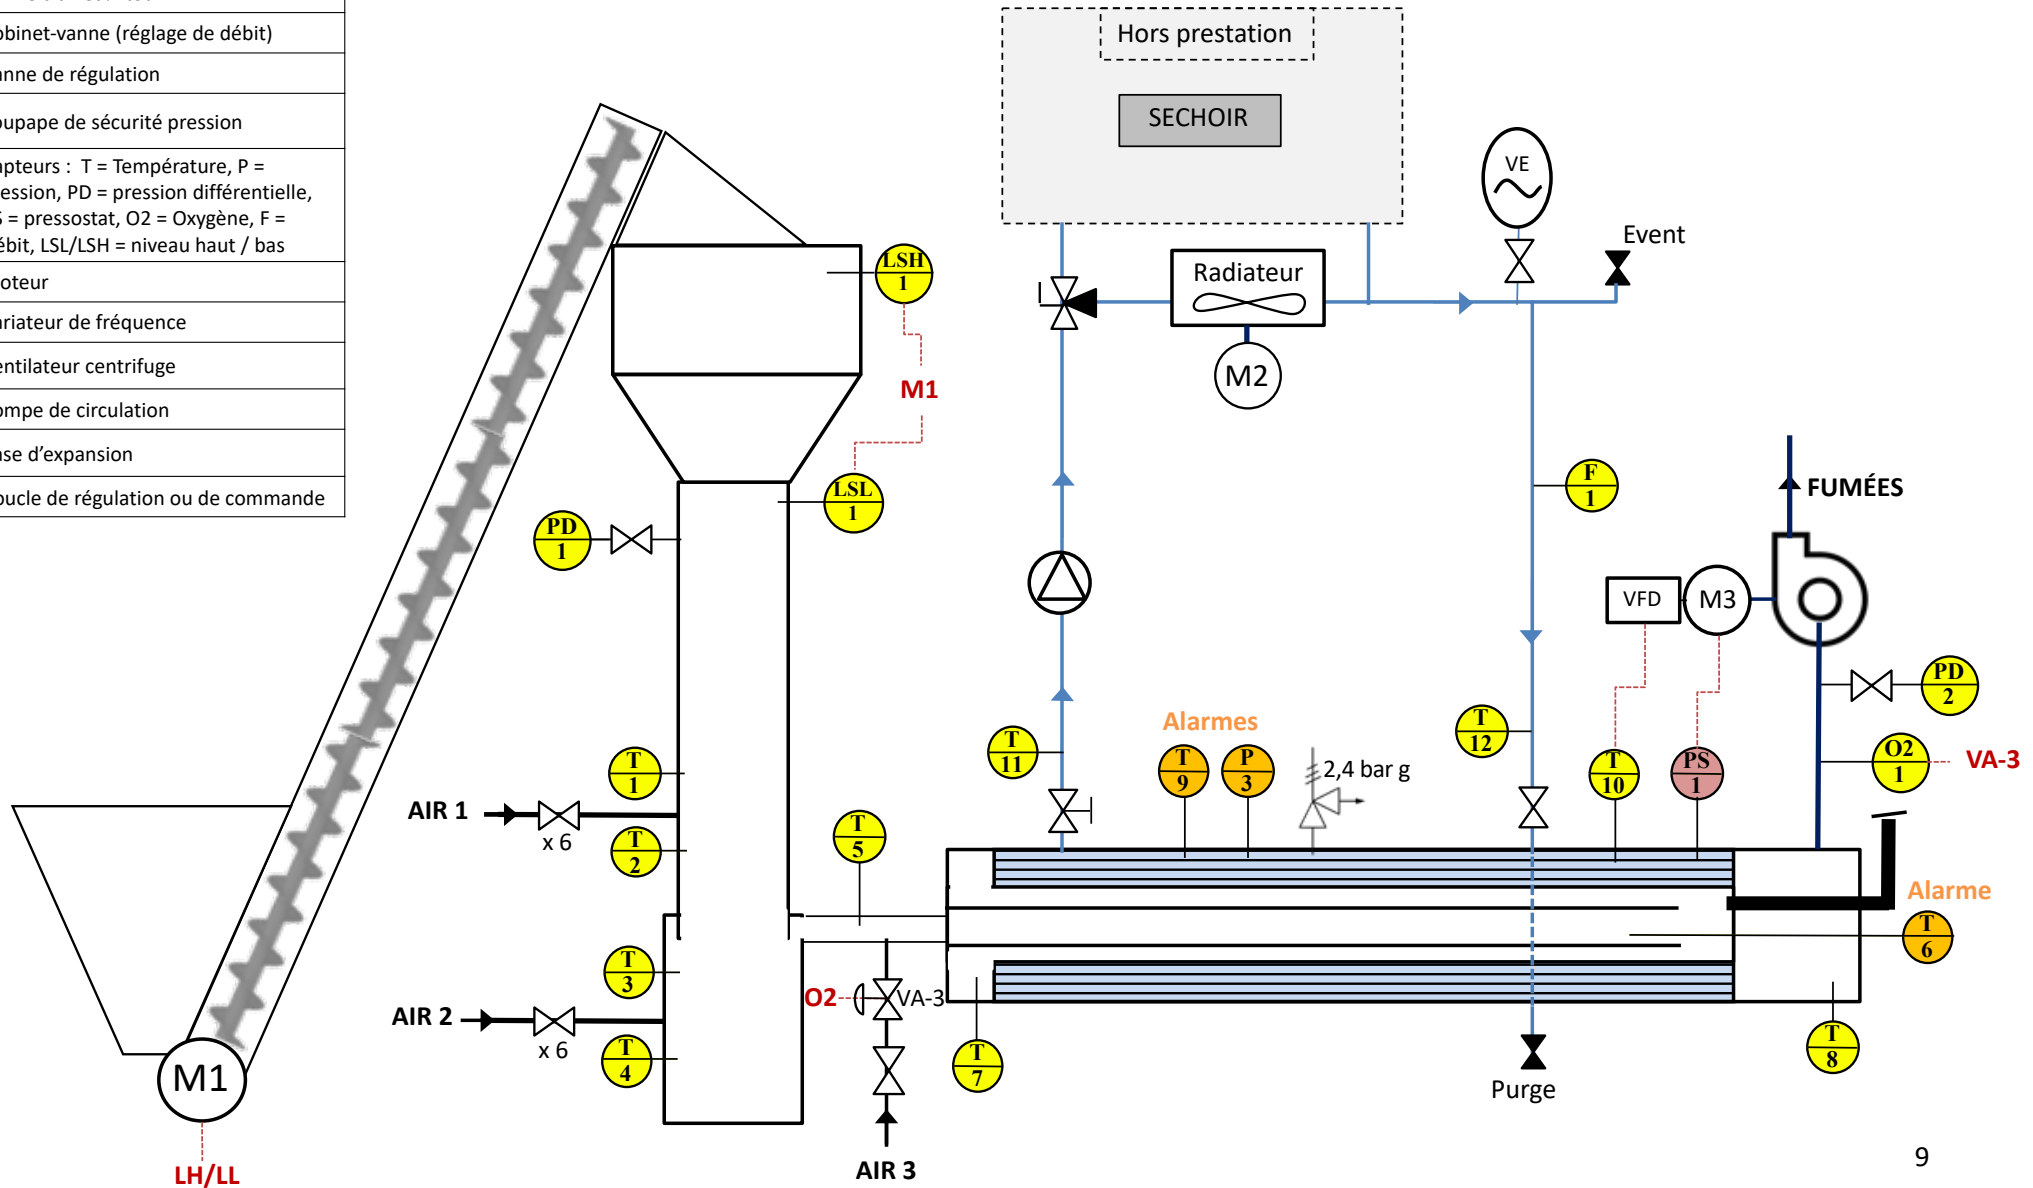 obinet-vanne (réglage de débit)
anne de régulation
oupape de sécurité pression
apteurs : T = Température, P =
ession, PD = pression différentielle,
S = pressostat, O2 = Oxygène, F =
ébit, LSL/LSH = niveau haut / bas
oteur
ariateur de fréquence
entilateur centrifuge
ompe de circulation
ase d'expansion
oucle de régulation ou de commande
Hors prestation
SECHOIR
VE
Event
Radiateur
M2
LSH
1
M1
LSL
1
PD
1
F
1
FUMÉES
VFD
M3
PD
2
O2
1
VA-3
T
11
Alarmes
T
9
P
3
2,4 bar g
T
12
T
10
PS
1
T
1
AIR 1
x 6
T
2
T
5
Alarme
T
6
T
3
O2
VA-3
AIR 2
x 6
T
4
T
7
T
8
Purge
M1
LH/LL
AIR 3
9